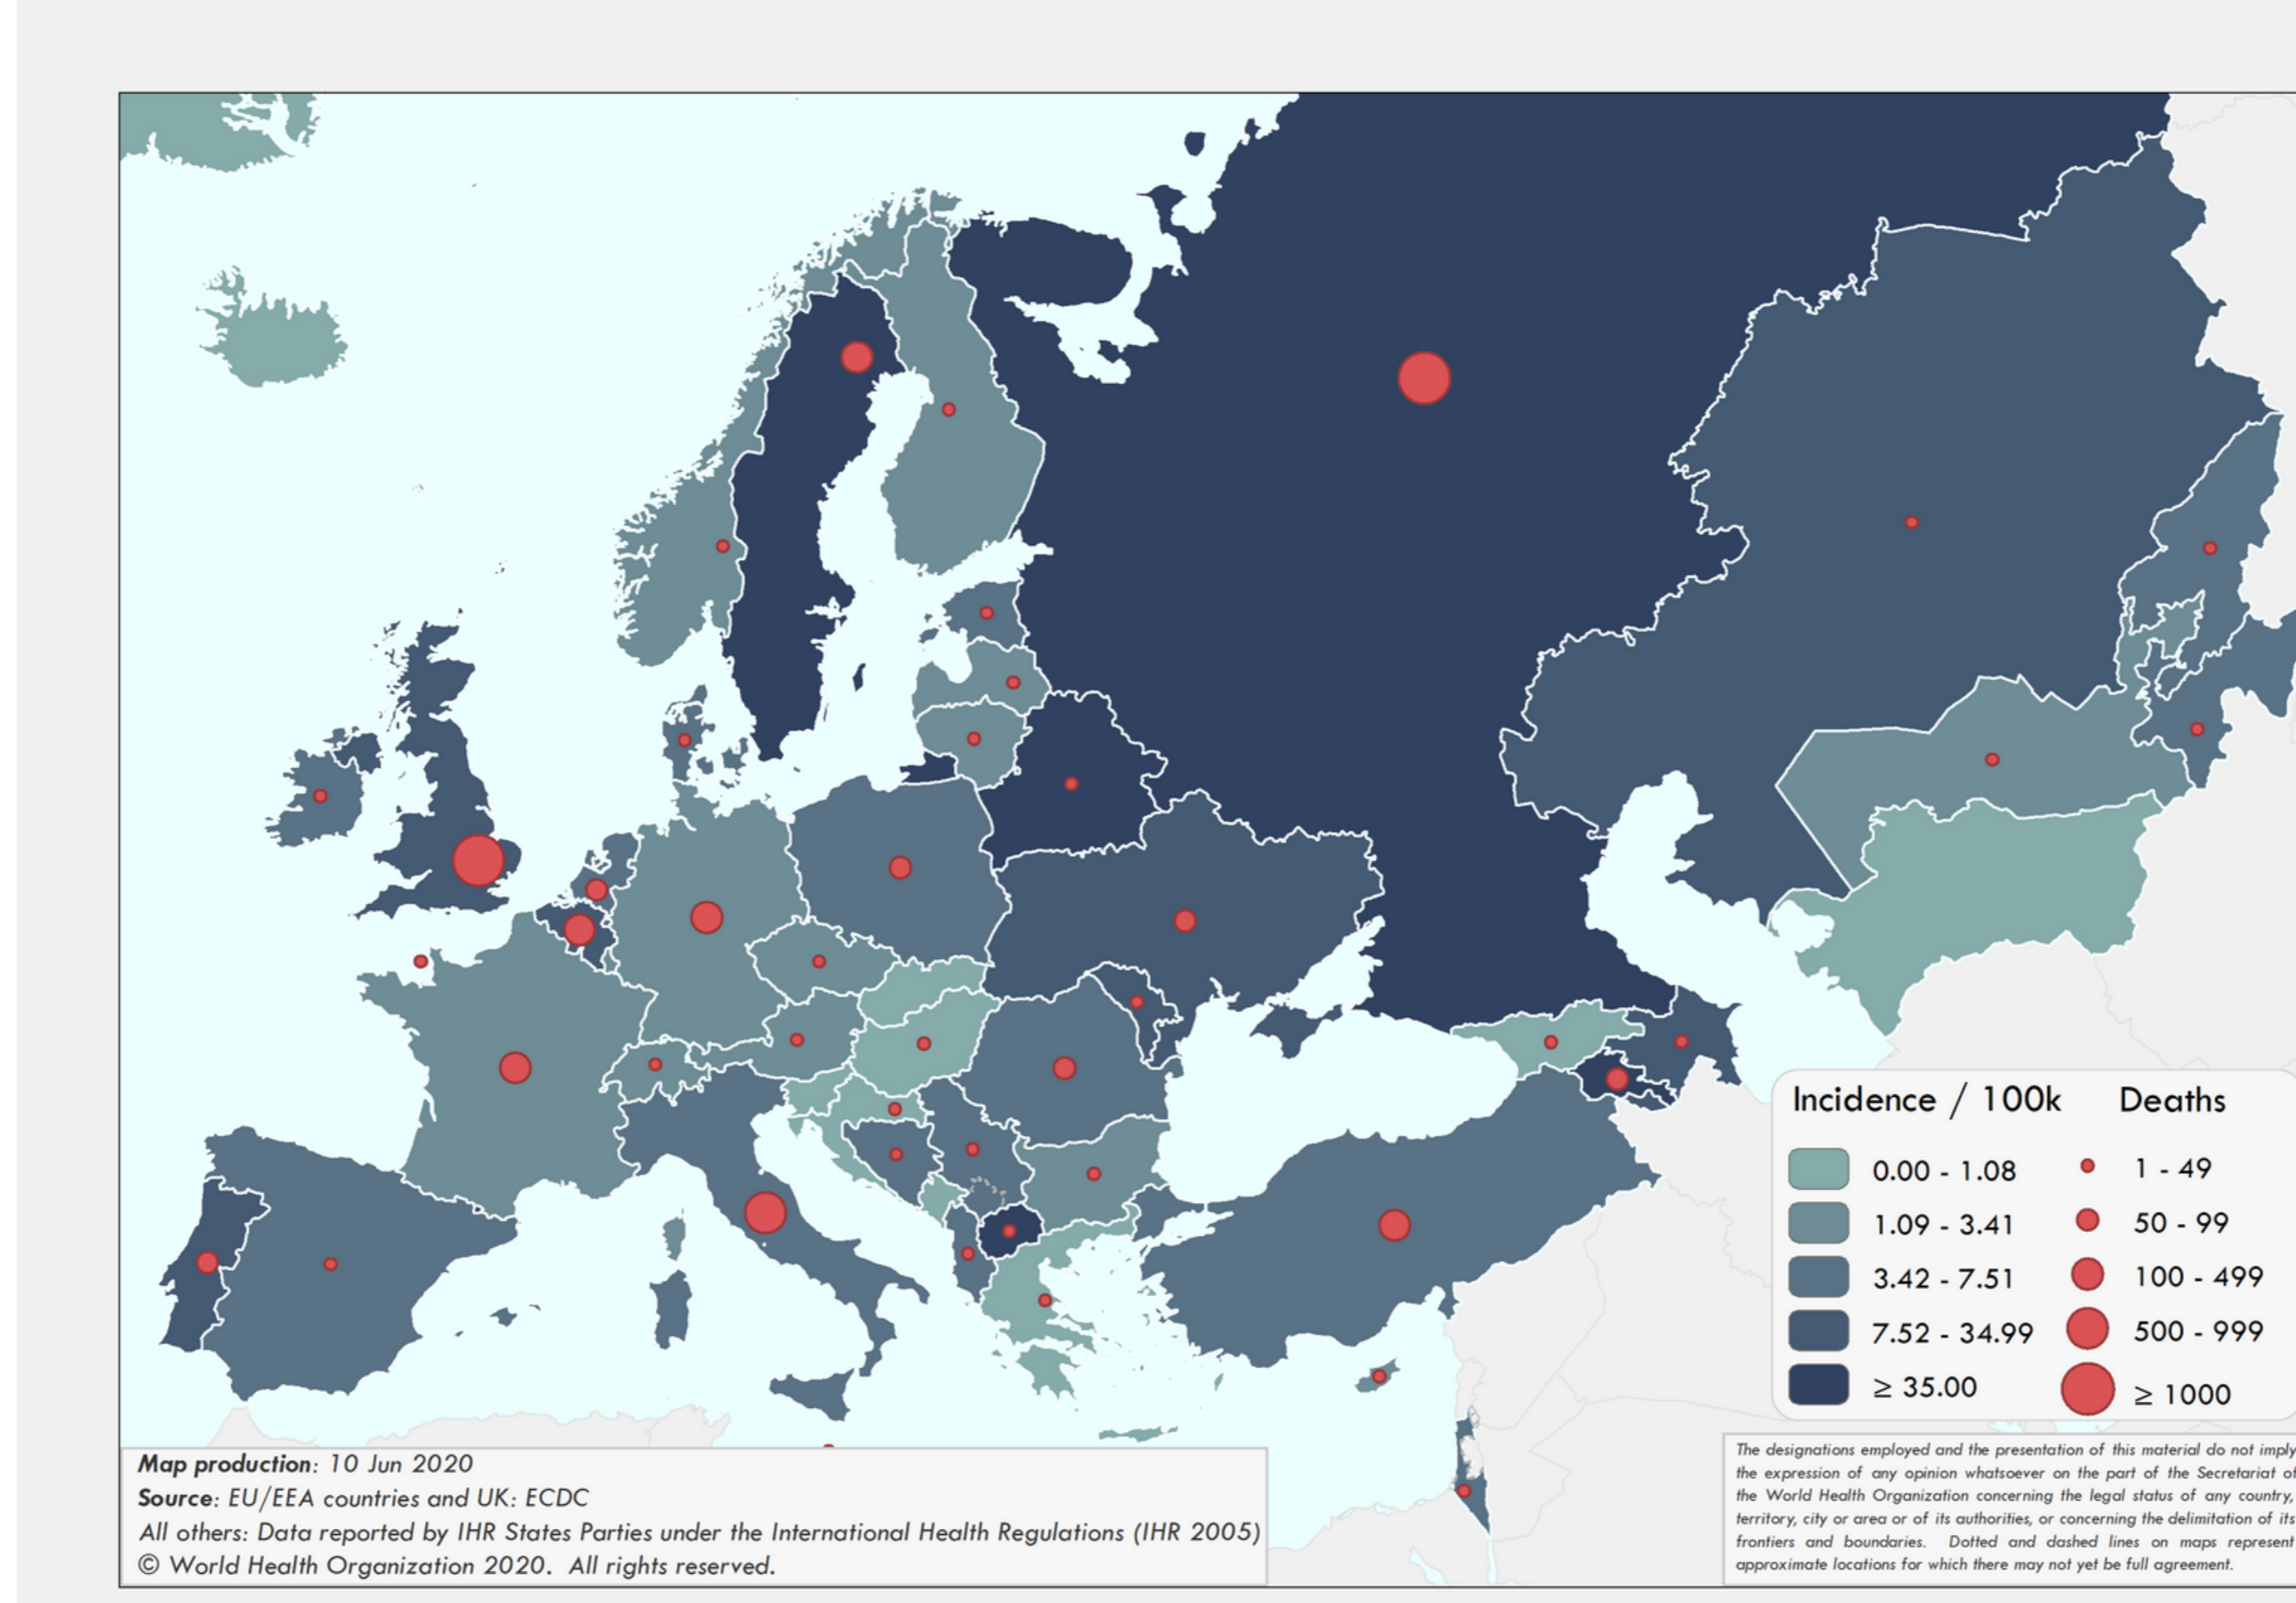 Incidence / 100k Deaths
0.00 - 1.08 1 - 49
1.09 - 3.41 50 - 99
3.42 - 7.51 100 - 499
7.52 - 34.99 500 - 999
≥ 35.00 ≥ 1000
Map production: 10 Jun 2020
Source: EU/EEA countries and UK: ECDC
All others: Data reported by IHR States Parties under the International Health Regulations (IHR 2005)
© World Health Organization 2020. All rights reserved.
The designations employed and the presentation of this material do not imply
the expression of any opinion whatsoever on the part of the Secretariat of
the World Health Organization concerning the legal status of any country,
territory, city or area or of its authorities, or concerning the delimitation of its
frontiers and boundaries. Dotted and dashed lines on maps represent
approximate locations for which there may not yet be full agreement.